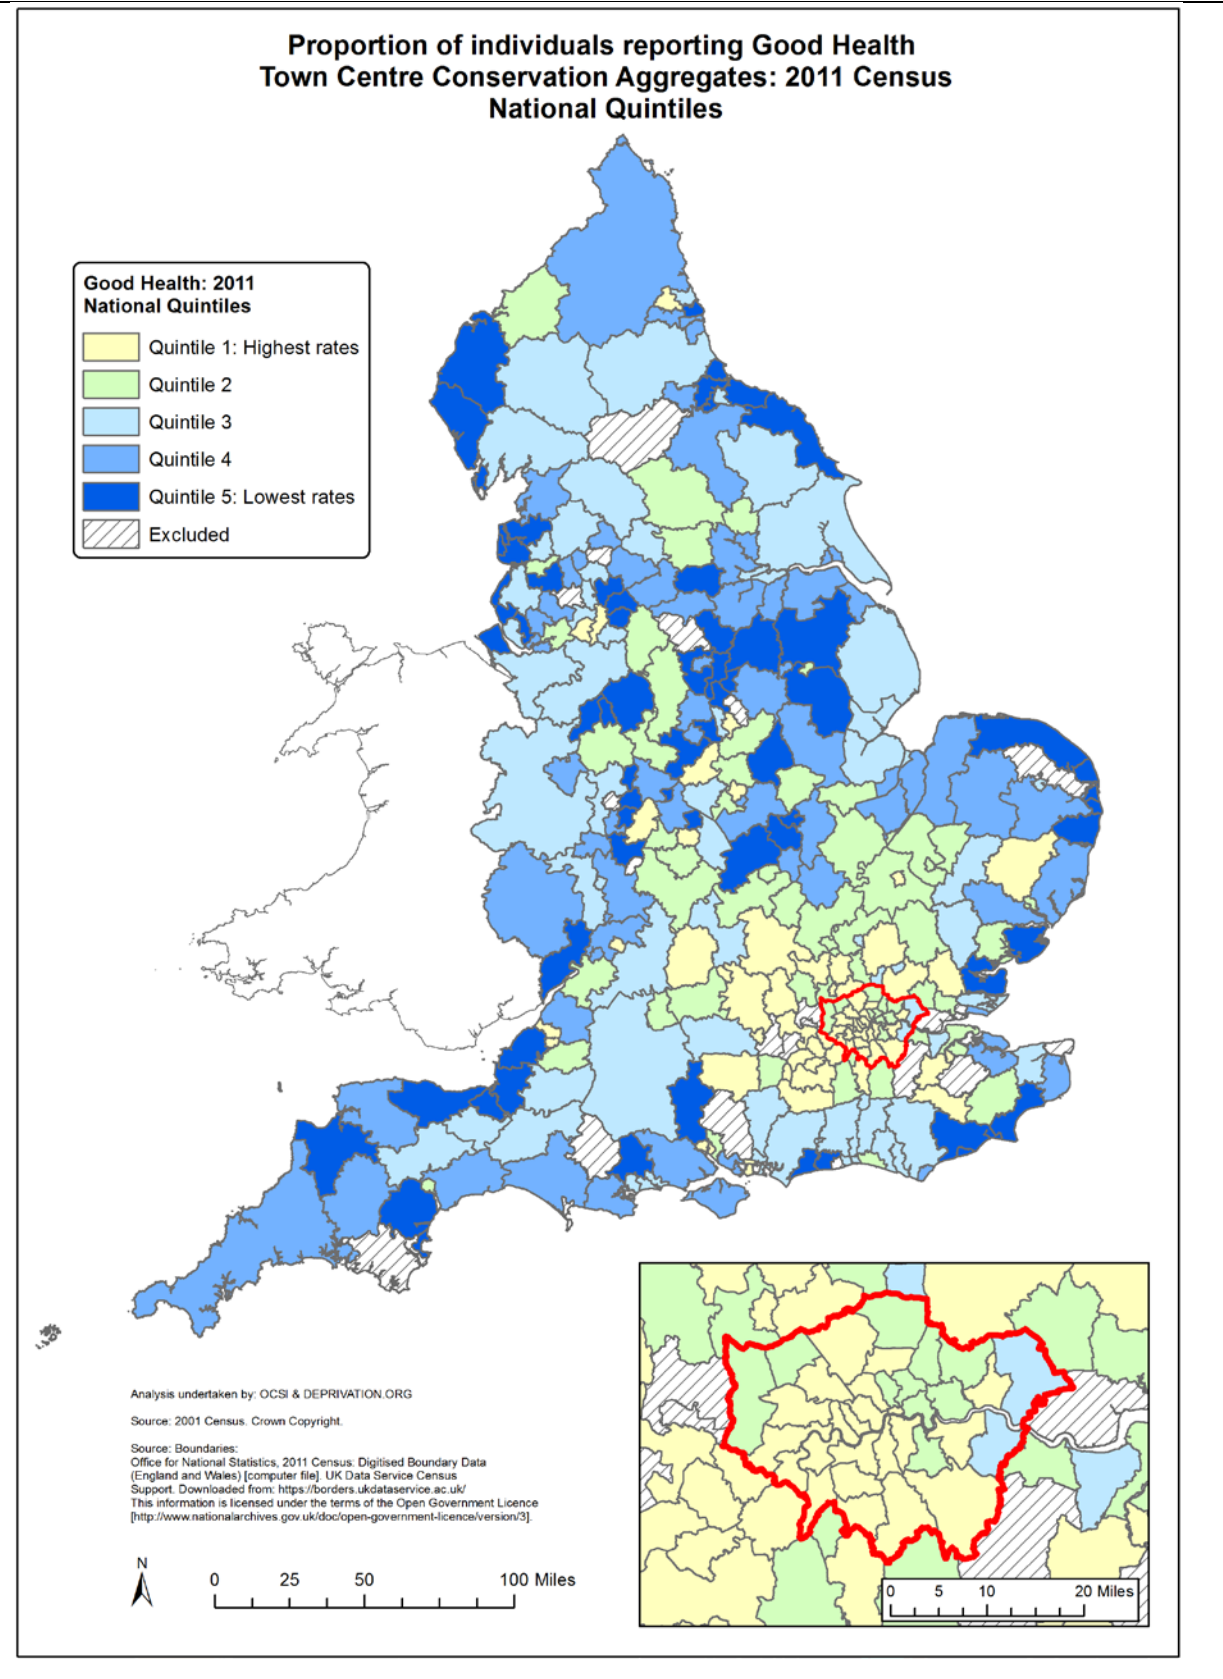 Proportion of individuals reporting Good Health
Town Centre Conservation Aggregates: 2011 Census
National Quintiles
Good Health: 2011
National Quintiles
Quintile 1: Highest rates
Quintile 2
Quintile 3
Quintile 4
Quintile 5: Lowest rates
Excluded
Analysis undertaken by: OCSI & DEPRIVATION.ORG
Source: 2001 Census. Crown Copyright.
Source: Boundaries:
Office for National Statistics, 2011 Census: Digitised Boundary Data
(England and Wales) [computer file]. UK Data Service Census
Support. Downloaded from: https://borders.ukdataservice.ac.uk/
This information is licensed under the terms of the Open Government Licence
[http://www.nationalarchives.gov.uk/doc/open-government-licence/version/3].
N
0 25 50 100 Miles
0 5 10 20 Miles